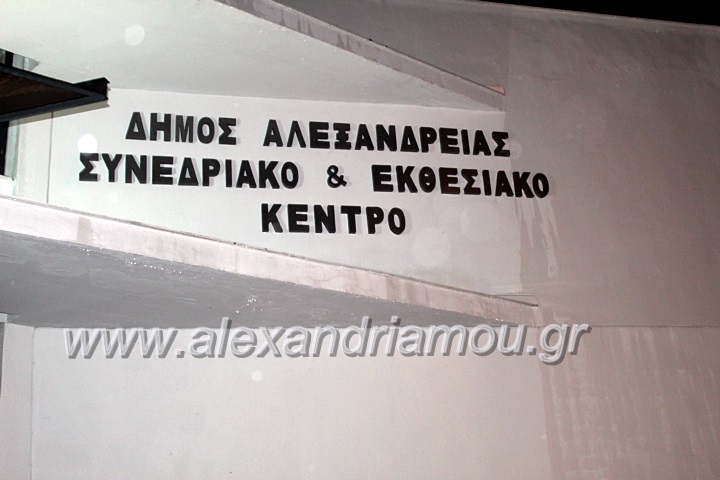 ΔΗΜΟΣ ΑΛΕΞΑΝΔΡΕΙΑΣ
ΣΥΝΕΔΡΙΑΚΟ & ΕΚΘΕΣΙΑΚΟ
ΚΕΝΤΡΟ
www.alexandriamou.gr